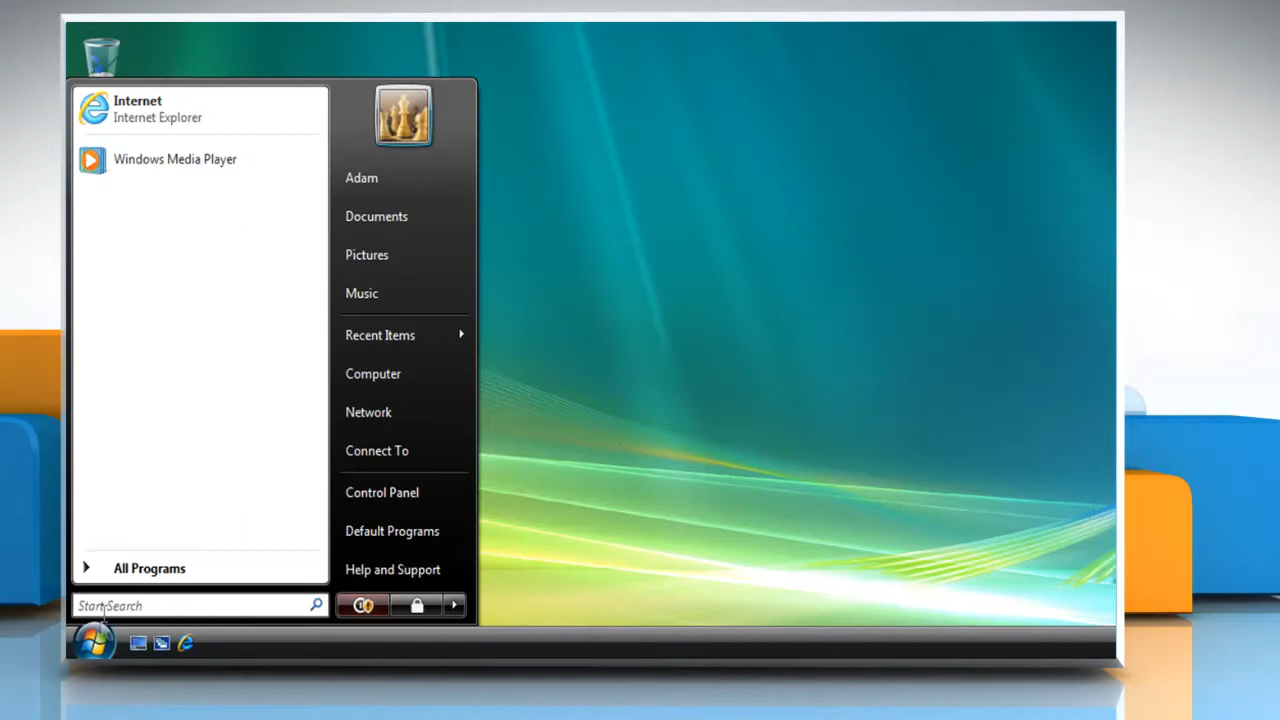 Internet
Internet Explorer
Windows Media Player
All Programs
Start Search
Adam
Documents
Pictures
Music
Recent Items
Computer
Network
Connect To
Control Panel
Default Programs
Help and Support